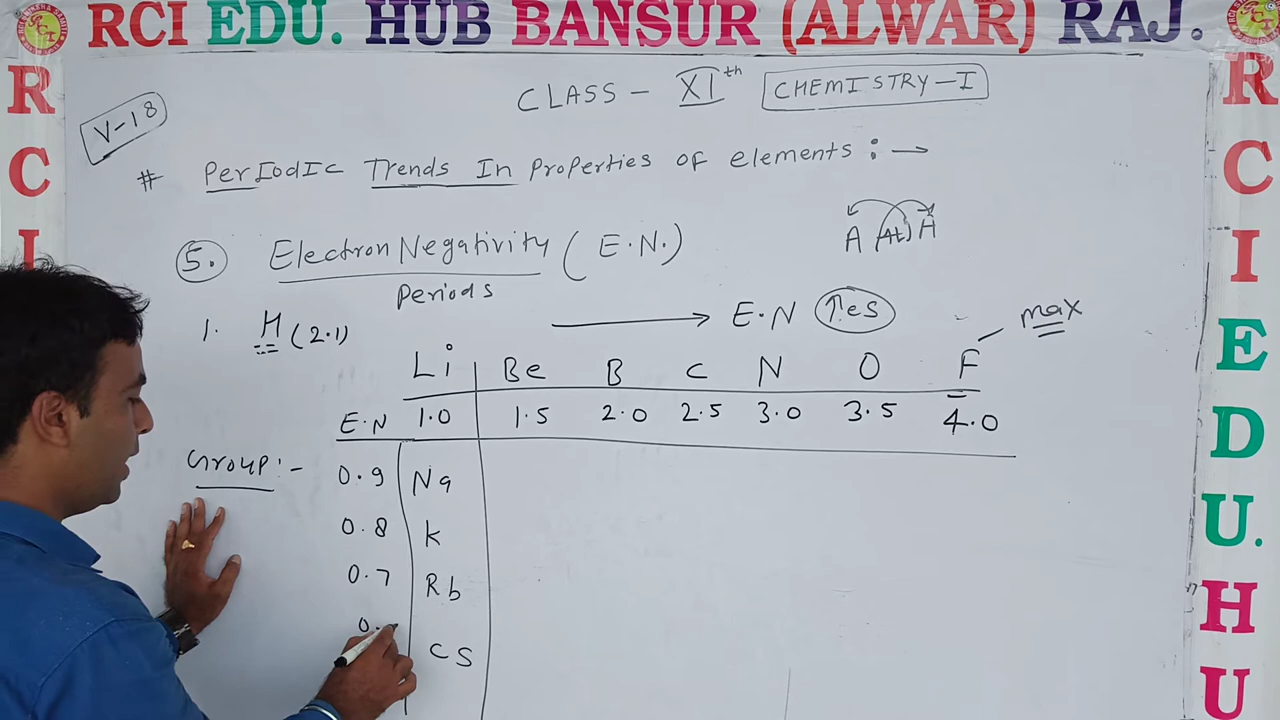 RCI EDU. HUB BANSUR (ALWAR) RAJ.
CLASS - XIth CHEMISTRY-I
V-18
# PerIodIc Trends In Properties of elements : →
5. Electron Negativity (E.N.)
A (At) A
Periods
1. H (2.1) → E.N ↑es max
Li Be B C N O F
E.N 1.0 1.5 2.0 2.5 3.0 3.5 4.0
Group :- 0.9 Na
0.8 K
0.7 Rb
0. Cs
R
C
I
R
C
I
E
D
U.
H
U